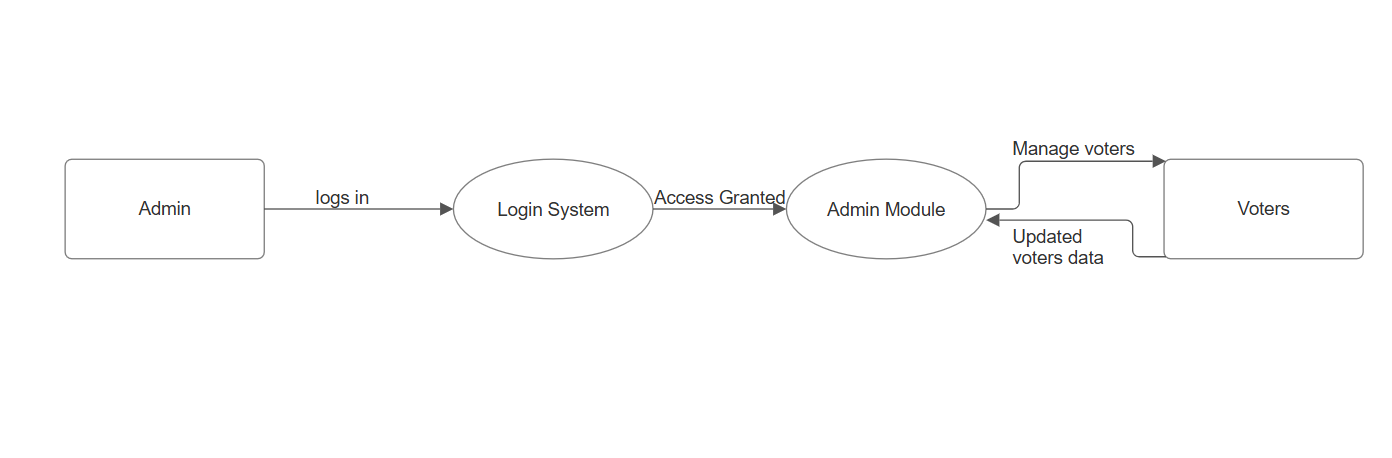 Admin
logs in
Login System
Access Granted
Admin Module
Manage voters
Updated
voters data
Voters